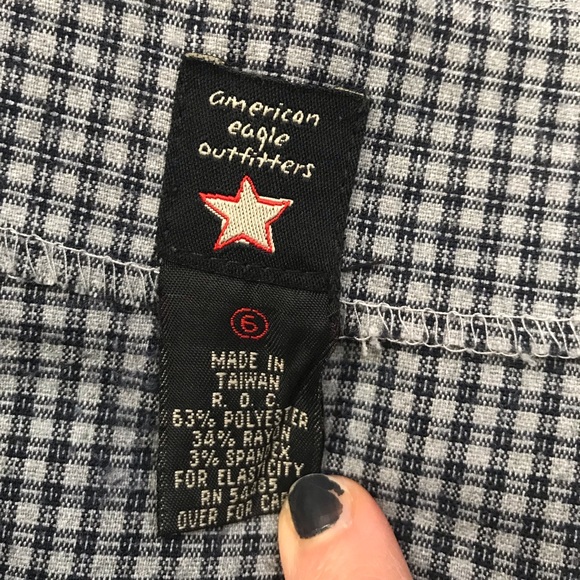 american
eagle
outfitters
6
MADE IN
TAIWAN
R. O. C.
63% POLYESTER
34% RAYON
3% SPANDEX
FOR ELASTICITY
RN
OVER FOR